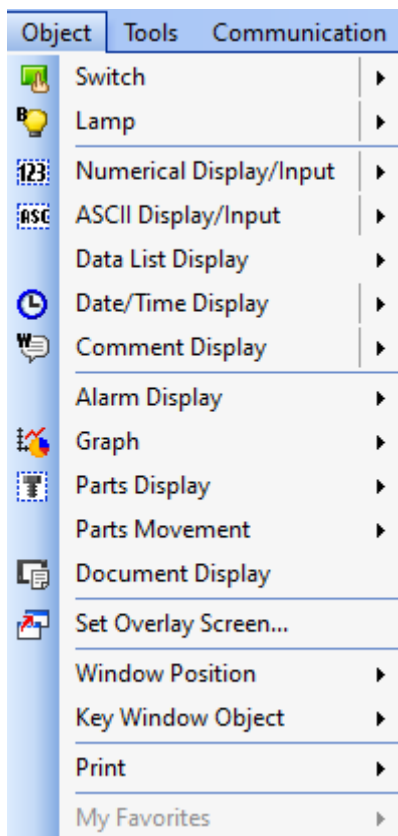 Object Tools Communication
Switch
B Lamp
123 Numerical Display/Input
ASC ASCII Display/Input
Data List Display
Date/Time Display
W Comment Display
Alarm Display
Graph
Parts Display
Parts Movement
Document Display
Set Overlay Screen...
Window Position
Key Window Object
Print
My Favorites